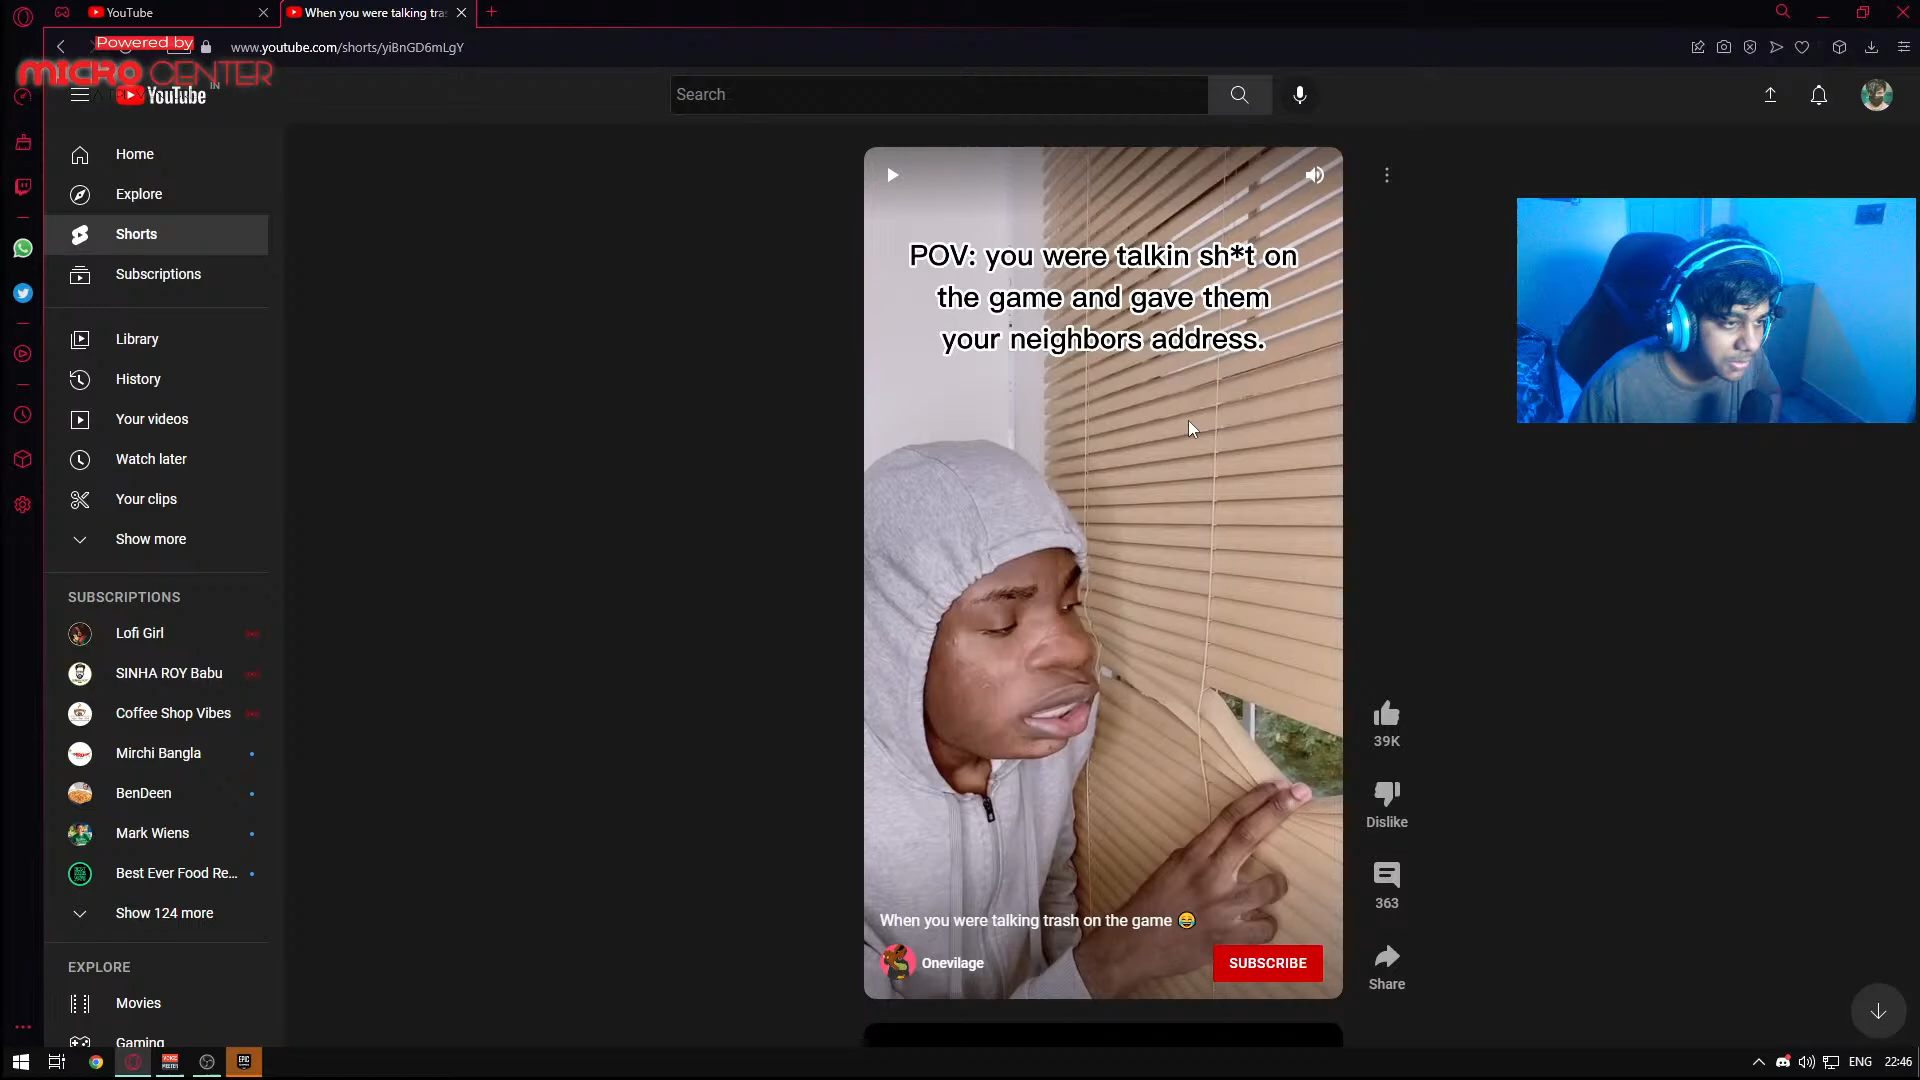 YouTube
When you were talking tra
Powered by
www.youtube.com/shorts/yiBnGD6mLgY
MICRO CENTER
YouTube
IN
Search
Home
Explore
Shorts
Subscriptions
Library
History
Your videos
Watch later
Your clips
Show more
SUBSCRIPTIONS
Lofi Girl
SINHA ROY Babu
Coffee Shop Vibes
Mirchi Bangla
BenDeen
Mark Wiens
Best Ever Food Re...
Show 124 more
EXPLORE
Movies
Gaming
POV: you were talkin sh*t on
the game and gave them
your neighbors address.
39K
Dislike
363
Share
When you were talking trash on the game 😂
Onevilage
SUBSCRIBE
VOICE
MEETER
EPIC
ENG
22:46